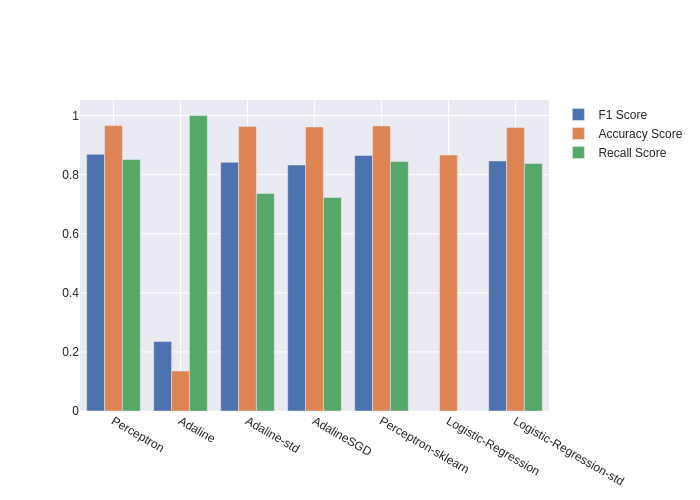 F1 Score
Accuracy Score
Recall Score
1
0.8
0.6
0.4
0.2
0
Perceptron
Adaline
Adaline-std
AdalineSGD
Perceptron-sklearn
Logistic-Regression
Logistic-Regression-std